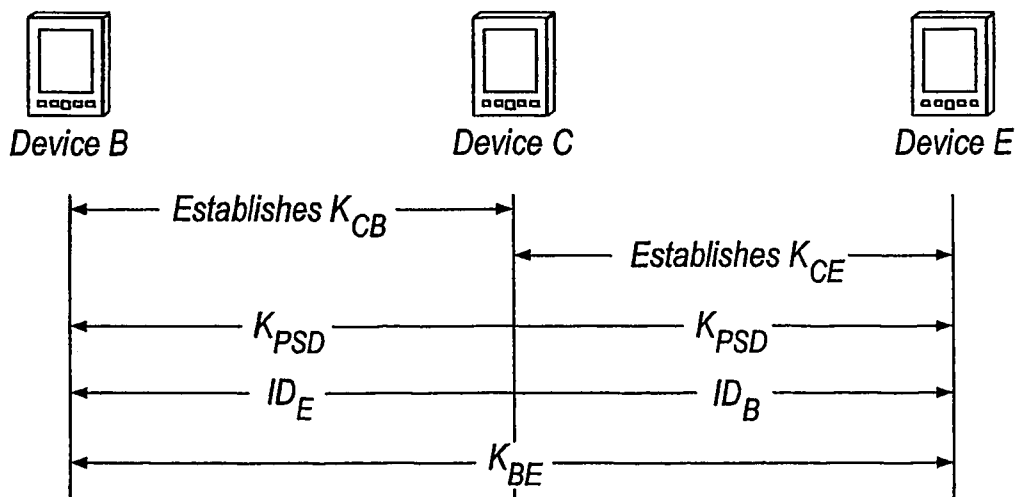 Device B
Device C
Device E
Establishes K_CB
Establishes K_CE
K_PSD K_PSD
ID_E ID_B
K_BE